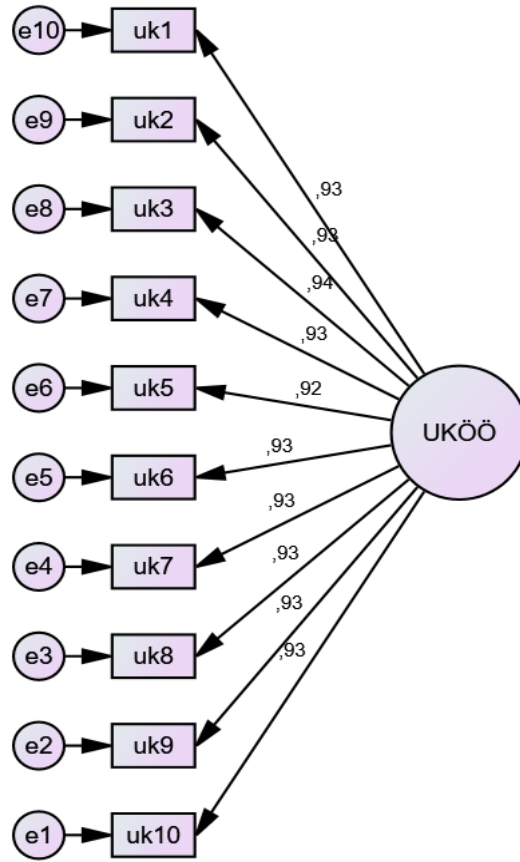 e10 uk1
e9 uk2
,93
e8 uk3
,93
,94
e7 uk4
,93
e6 uk5
,92
UKÖÖ
e5 uk6
,93
e4 uk7
,93
,93
e3 uk8
,93
,93
e2 uk9
e1 uk10